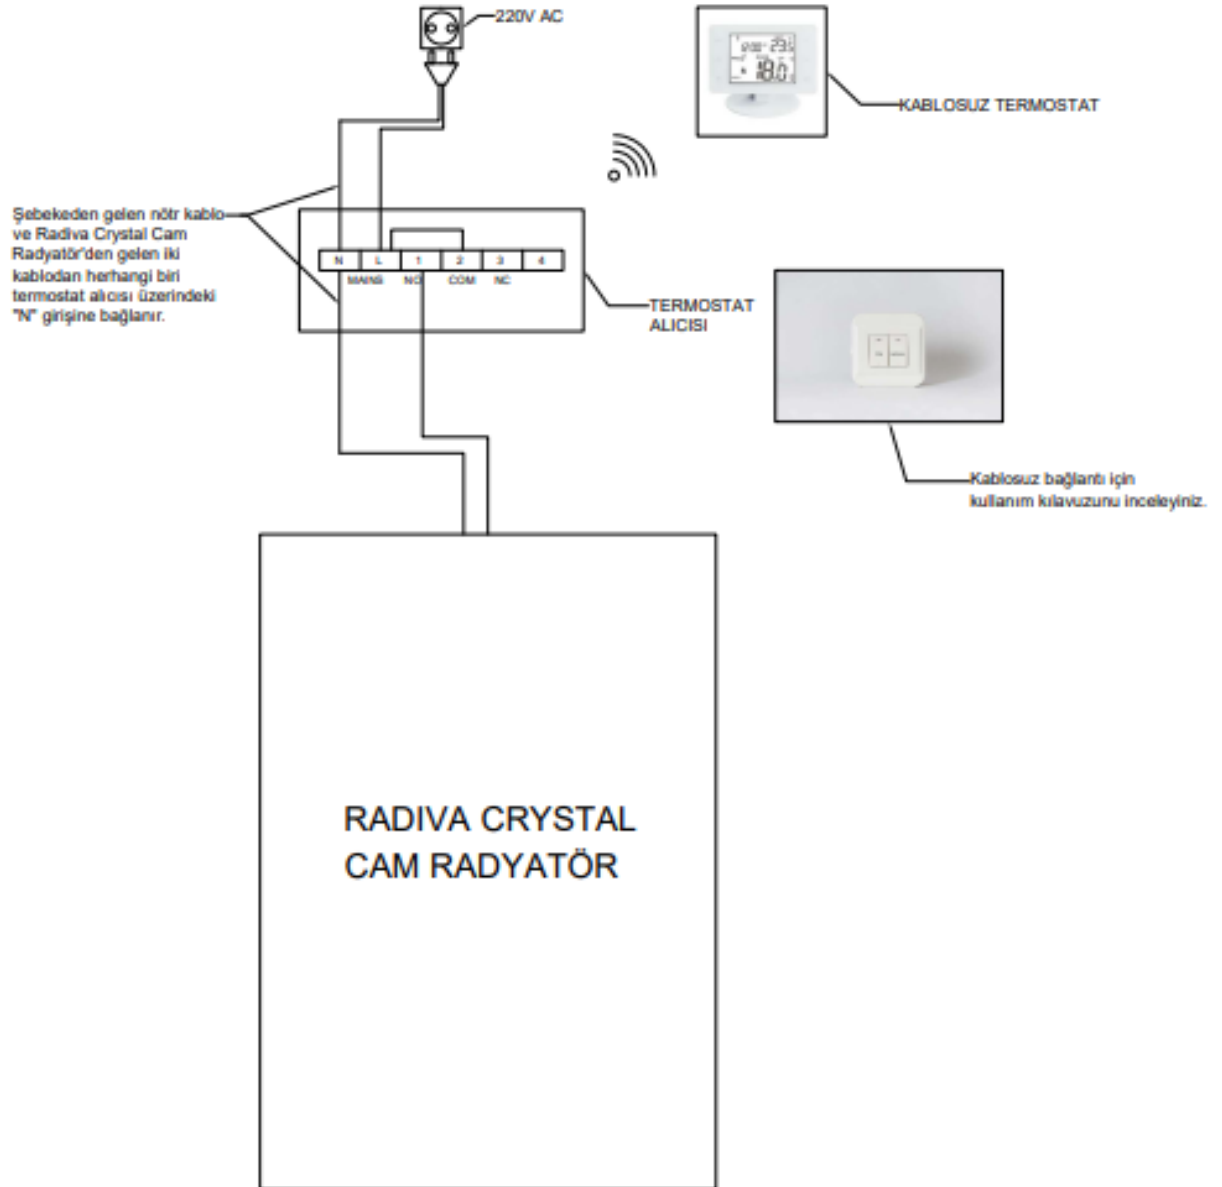 220V AC
KABLOSUZ TERMOSTAT
Şebekeden gelen nötr kablo
ve Radiva Crystal Cam
Radyatör'den gelen iki
kablodan herhangi biri
termostat alıcısı üzerindeki
"N" girişine bağlanır.
N L 1 2 3 4
MAINS NO COM NC
TERMOSTAT
ALICISI
Kablosuz bağlantı için
kullanım kılavuzunu inceleyiniz.
RADIVA CRYSTAL
CAM RADYATÖR